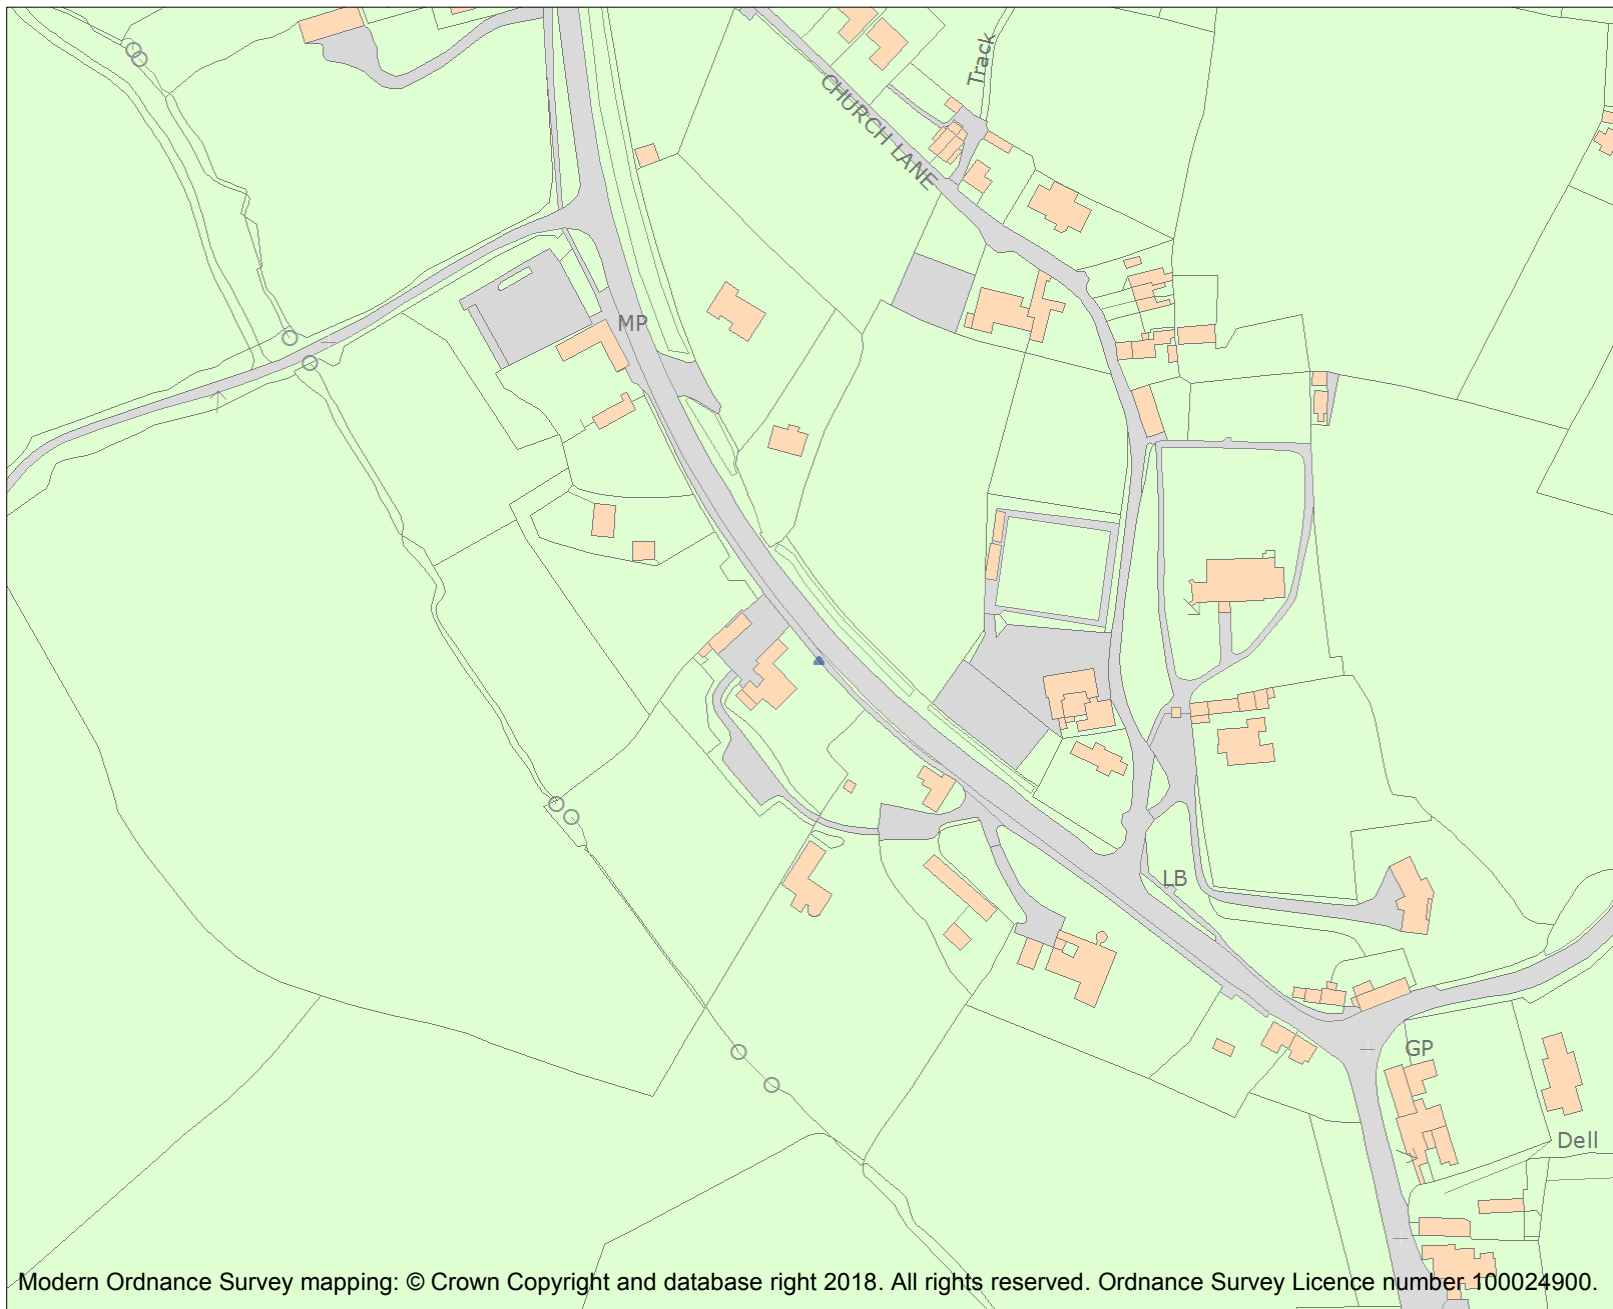 Track
CHURCH LANE
MP
LB
GP
Dell
Modern Ordnance Survey mapping: © Crown Copyright and database right 2018. All rights reserved. Ordnance Survey Licence number 100024900.